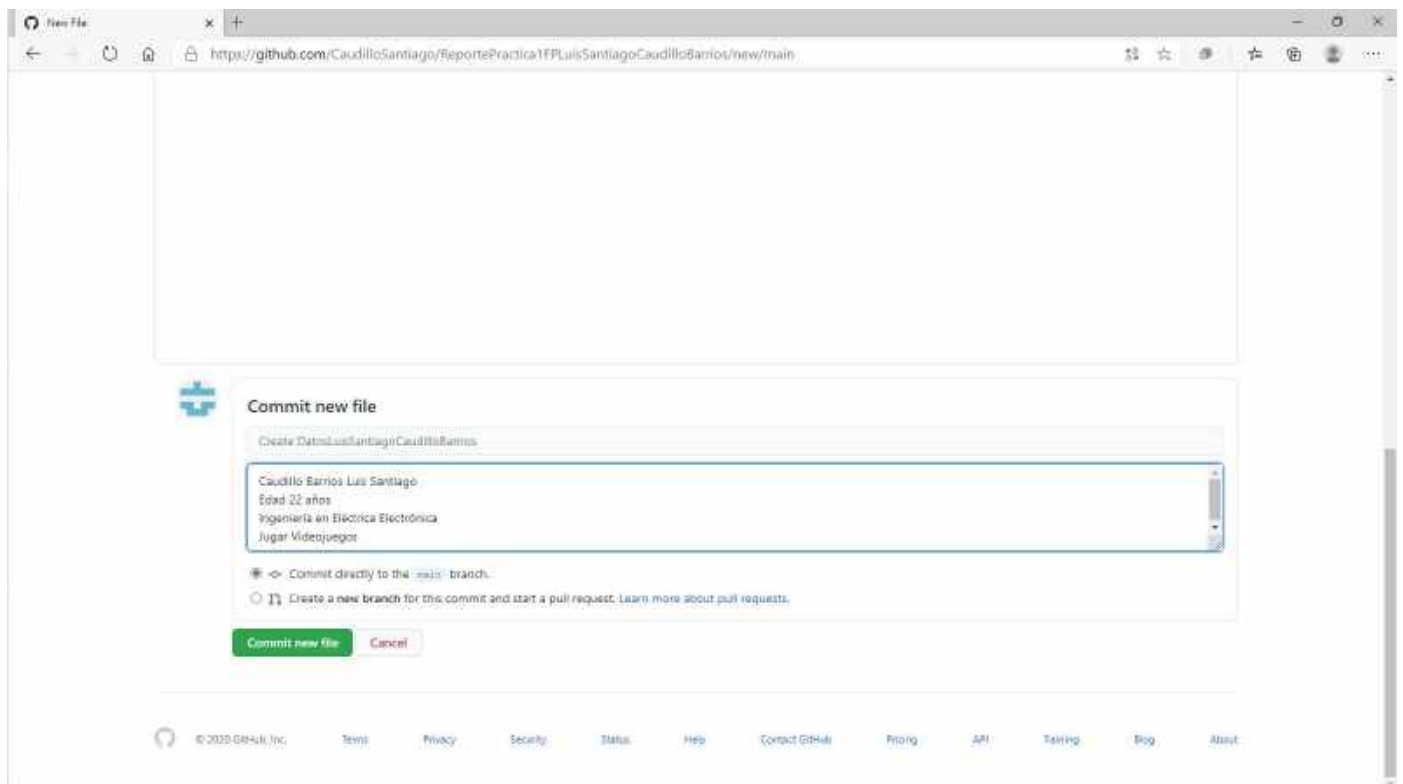 New File
https://github.com/CaudilloSantiago/ReportePractica1FPLuisSantiagoCaudilloBarrios/new/main
Commit new file
Create DatosLuisSantiagoCaudilloBarrios
Caudillo Barrios Luis Santiago
Edad 22 años
Ingeniería en Eléctrica Electrónica
Jugar Videojuegos
Commit directly to the main branch.
Create a new branch for this commit and start a pull request. Learn more about pull requests.
Commit new file Cancel
© 2020 GitHub, Inc. Terms Privacy Security Status Help Contact GitHub Pricing API Training Blog About